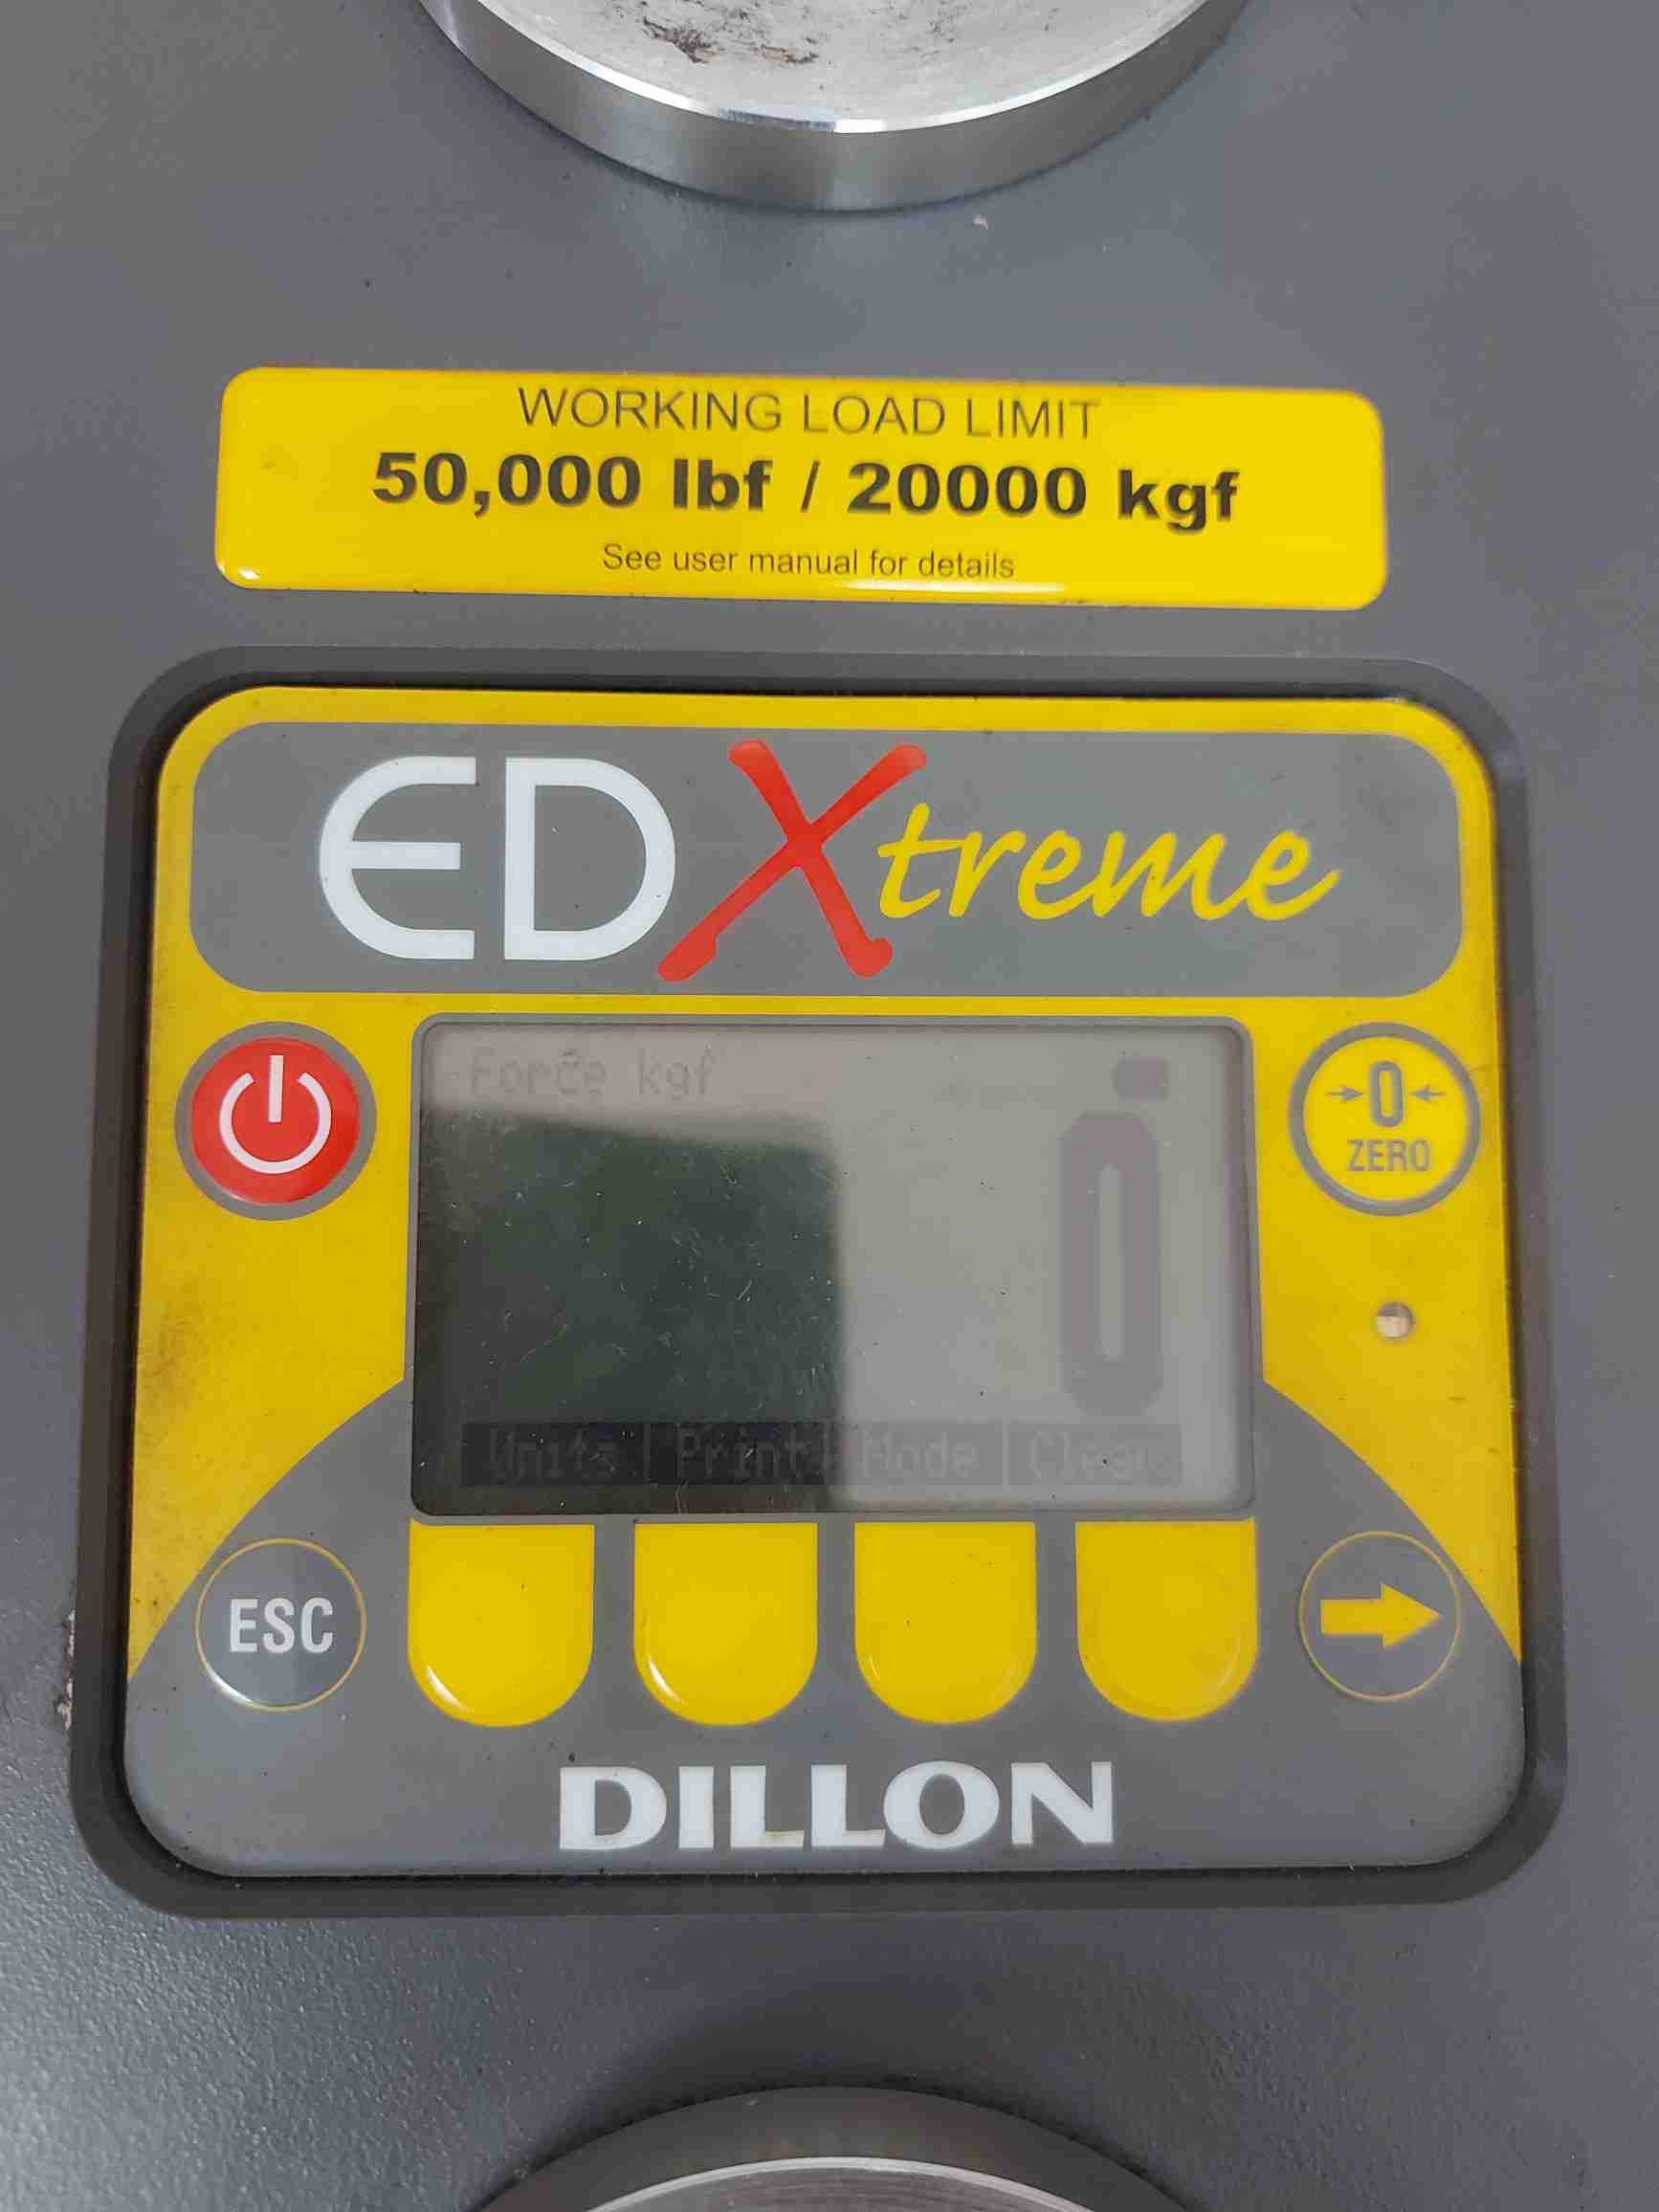 WORKING LOAD LIMIT
50,000 lbf / 20000 kgf
See user manual for details
EDXtreme
Force kgf
0
→0←
ZERO
Units Print Mode Clear
ESC
DILLON